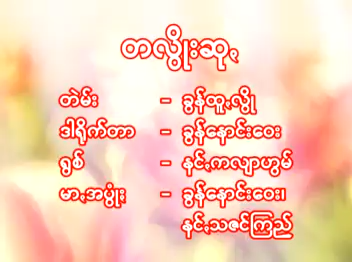 တလွိုꩻဆုႏ
တဲမ်း – ခွန်ထူႏလွို
ဒါရိုက်တာ – ခွန်နောင်ꩻဝေး
ရွစ် – နင်ႏကလျာဟွမ်
မာႏအဗွုံႏ – ခွန်နောင်ꩻဝေး၊
နင်ႏသဇင်ကြည်